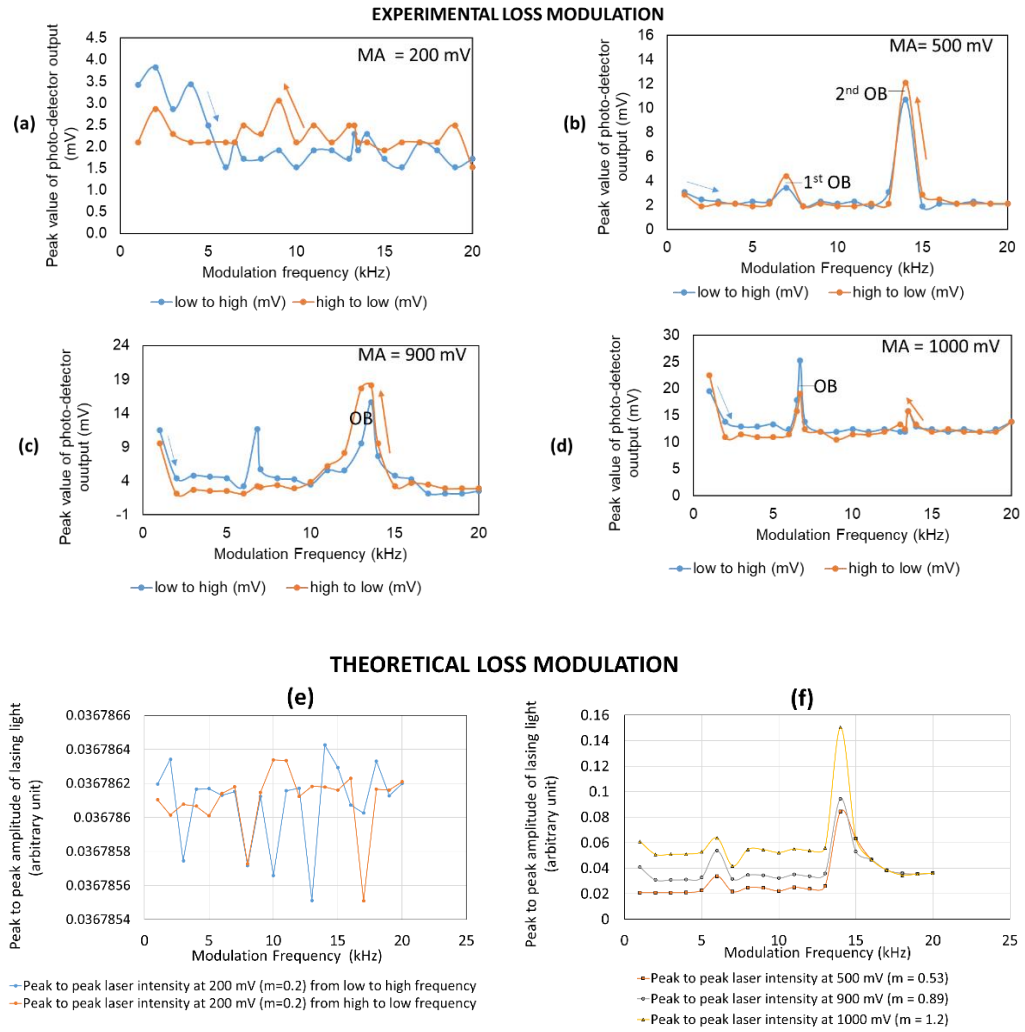 EXPERIMENTAL LOSS MODULATION
(a)
Peak value of photo-detector output
(mV)
4.5
4.0
3.5
3.0
2.5
2.0
1.5
1.0
0.5
0.0
MA = 200 mV
0
5
10
15
20
Modulation frequency (kHz)
low to high (mV)
high to low (mV)
(b)
Peak value of photo-detector
ouutput (mV)
16
14
12
10
8
6
4
2
0
MA= 500 mV
2nd OB
1st OB
0
5
10
15
20
Modulation Frequency (kHz)
low to high (mV)
high to low (mV)
(c)
Peak value of photo-detector
ouutput (mV)
24
19
14
9
4
-1
MA = 900 mV
OB
0
5
10
15
20
Modulation Frequency (kHz)
low to high (mV)
high to low (mV)
(d)
Peak value of photo-detector
ouutput (mV)
30
25
20
15
10
5
0
MA = 1000 mV
OB
0
5
10
15
20
Modulation Frequency (kHz)
low to high (mV)
high to low (mV)
THEORETICAL LOSS MODULATION
(e)
Peak to peak amplitude of lasing light
(arbitrary unit)
0.0367866
0.0367864
0.0367862
0.036786
0.0367858
0.0367856
0.0367854
0
5
10
15
20
25
Modulation Frequency (kHz)
Peak to peak laser intensity at 200 mV (m=0.2) from low to high frequency
Peak to peak laser intensity at 200 mV (m=0.2) from high to low frequency
(f)
Peak to peak amplitude of lasing light
(arbitrary unit)
0.16
0.14
0.12
0.1
0.08
0.06
0.04
0.02
0
0
5
10
15
20
25
Modulation Frequency (kHz)
Peak to peak laser intensity at 500 mV (m = 0.53)
Peak to peak laser intensity at 900 mV (m = 0.89)
Peak to peak laser intensity at 1000 mV (m = 1.2)